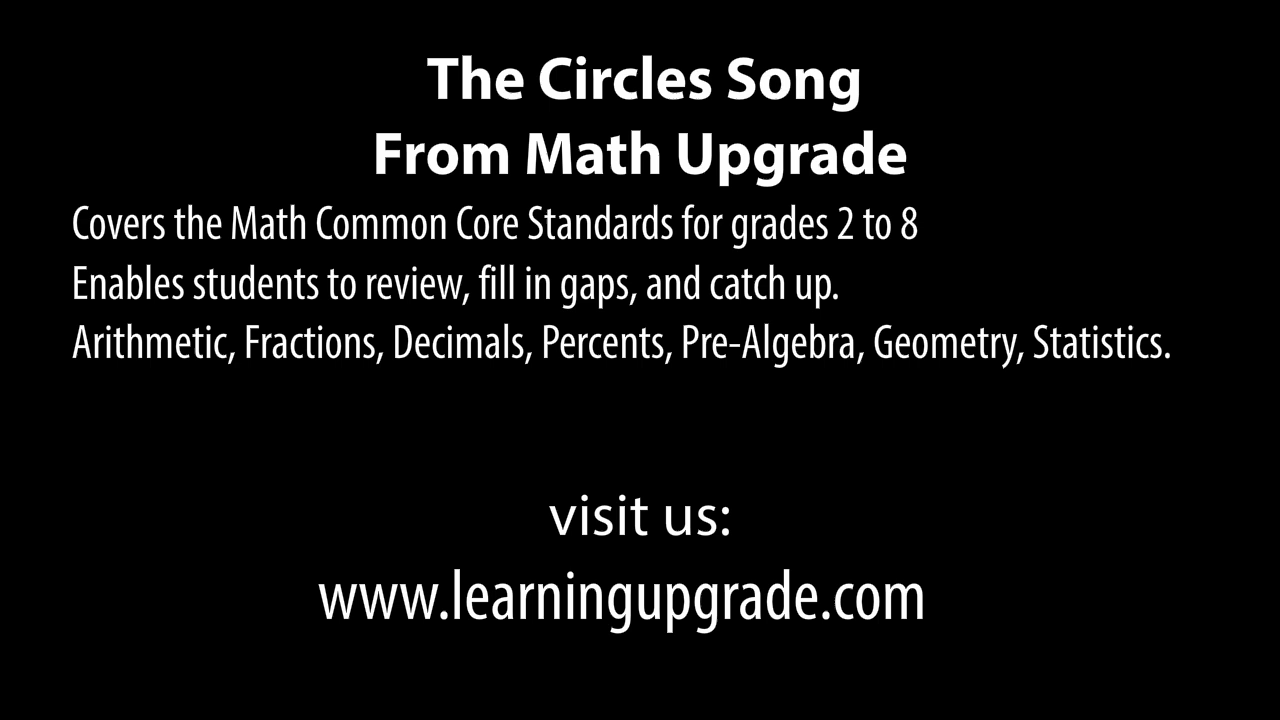 The Circles Song
From Math Upgrade
Covers the Math Common Core Standards for grades 2 to 8
Enables students to review, fill in gaps, and catch up.
Arithmetic, Fractions, Decimals, Percents, Pre-Algebra, Geometry, Statistics.
visit us:
www.learningupgrade.com